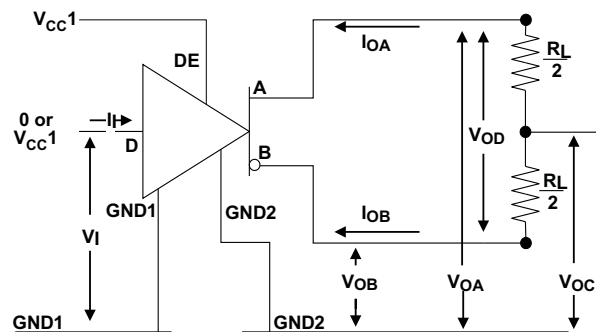 VCC1
DE
IOA
A
RL
2
0 or
VCC1
II
D
VOD
B
RL
2
GND1
GND2
IOB
VI
VOB
VOA
VOC
GND1
GND2